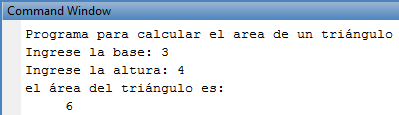 Command Window
Programa para calcular el area de un triángulo
Ingrese la base: 3
Ingrese la altura: 4
el área del triángulo es:
6